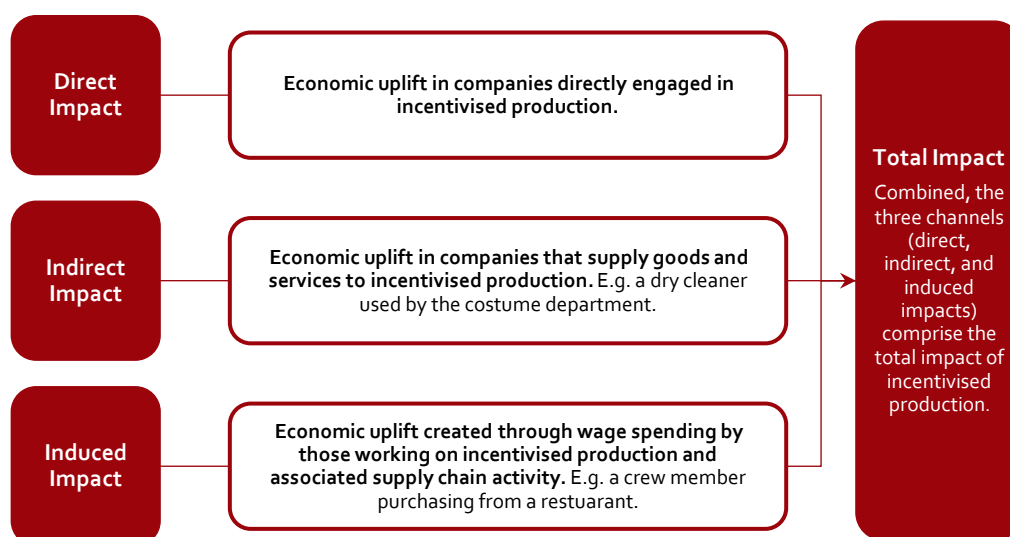 Direct
Impact
Economic uplift in companies directly engaged in
incentivised production.
Indirect
Impact
Economic uplift in companies that supply goods and
services to incentivised production. E.g. a dry cleaner
used by the costume department.
Induced
Impact
Economic uplift created through wage spending by
those working on incentivised production and
associated supply chain activity. E.g. a crew member
purchasing from a restuarant.
Total Impact
Combined, the
three channels
(direct,
indirect, and
induced
impacts)
comprise the
total impact of
incentivised
production.